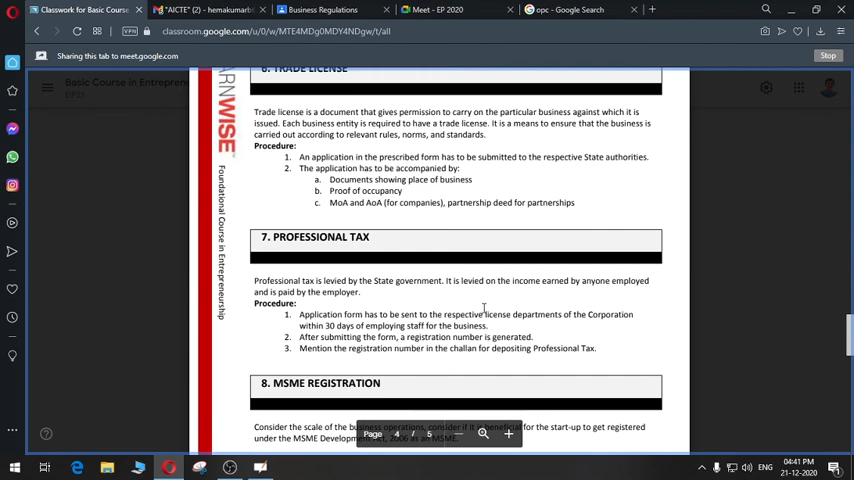 Classwork for Basic Course
"AICTE" (2) - hemakumarb
Business Regulations
Meet - EP 2020
opc - Google Search
VPN
classroom.google.com/u/0/w/MTE4MDg0MDY4NDgw/t/all
Sharing this tab to meet.google.com
Stop
Basic Course in Entrepren
6. TRADE LICENSE
Trade license is a document that gives permission to carry on the particular business against which it is
issued. Each business entity is required to have a trade license. It is a means to ensure that the business is
carried out according to relevant rules, norms, and standards.
Procedure:
1. An application in the prescribed form has to be submitted to the respective State authorities.
2. The application has to be accompanied by:
a. Documents showing place of business
b. Proof of occupancy
c. MoA and AoA (for companies), partnership deed for partnerships
ARNWISE
Foundational Course in Entrepreneurship
7. PROFESSIONAL TAX
Professional tax is levied by the State government. It is levied on the income earned by anyone employed
and is paid by the employer.
Procedure:
1. Application form has to be sent to the respective license departments of the Corporation
within 30 days of employing staff for the business.
2. After submitting the form, a registration number is generated.
3. Mention the registration number in the challan for depositing Professional Tax.
8. MSME REGISTRATION
Consider the scale of the business operations, consider if it is beneficial for the start-up to get registered
under the MSME Development Act, 2006 as an MSME.
Page 4 / 5
ENG
04:41 PM
21-12-2020